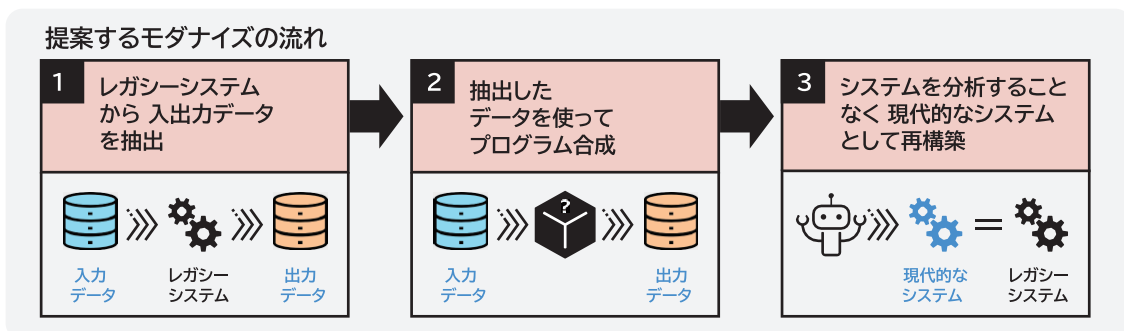 提案するモダナイズの流れ
1
レガシーシステム
から 入出力データ
を抽出
入力
データ
レガシー
システム
出力
データ
2
抽出した
データを使って
プログラム合成
?
入力
データ
出力
データ
3
システムを分析すること
なく 現代的なシステム
として再構築
=
現代的な
システム
レガシー
システム